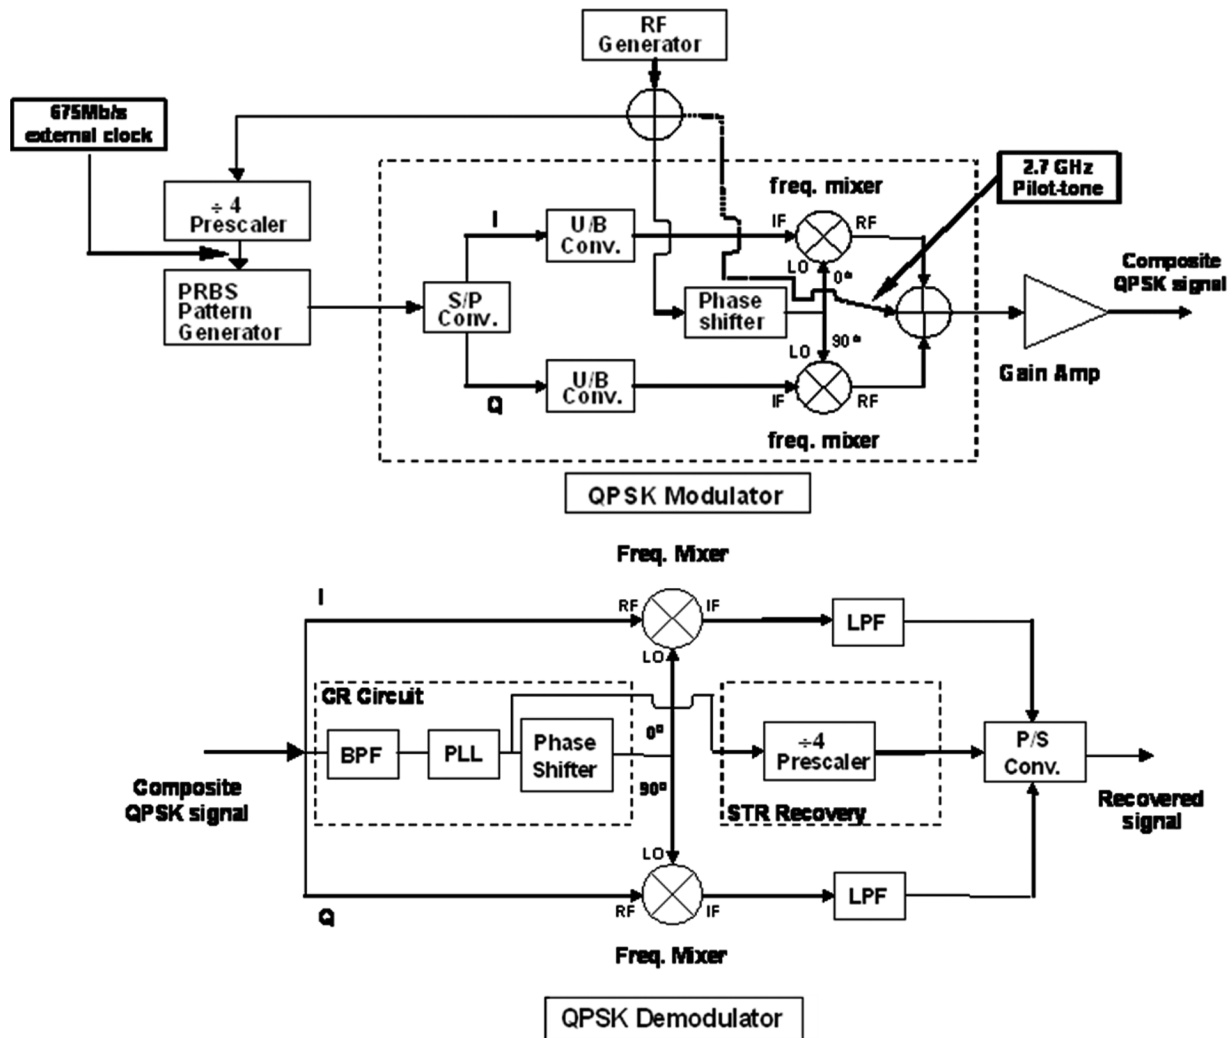 RF
Generator
675Mb/s
external clock
÷ 4
Prescaler
PRBS
Pattern
Generator
S/P
Conv.
I
U/B
Conv.
Q
U/B
Conv.
freq. mixer
IF
RF
LO
0°
Phase
shifter
90°
LO
IF
RF
freq. mixer
2.7 GHz
Pilot-tone
Composite
QPSK signal
Gain Amp
QPSK Modulator
Freq. Mixer
I
RF
IF
LO
LPF
CR Circuit
BPF
PLL
Phase
Shifter
0°
90°
÷4
Prescaler
STR Recovery
P/S
Conv.
Composite
QPSK signal
Recovered
signal
LO
Q
RF
IF
LPF
Freq. Mixer
QPSK Demodulator